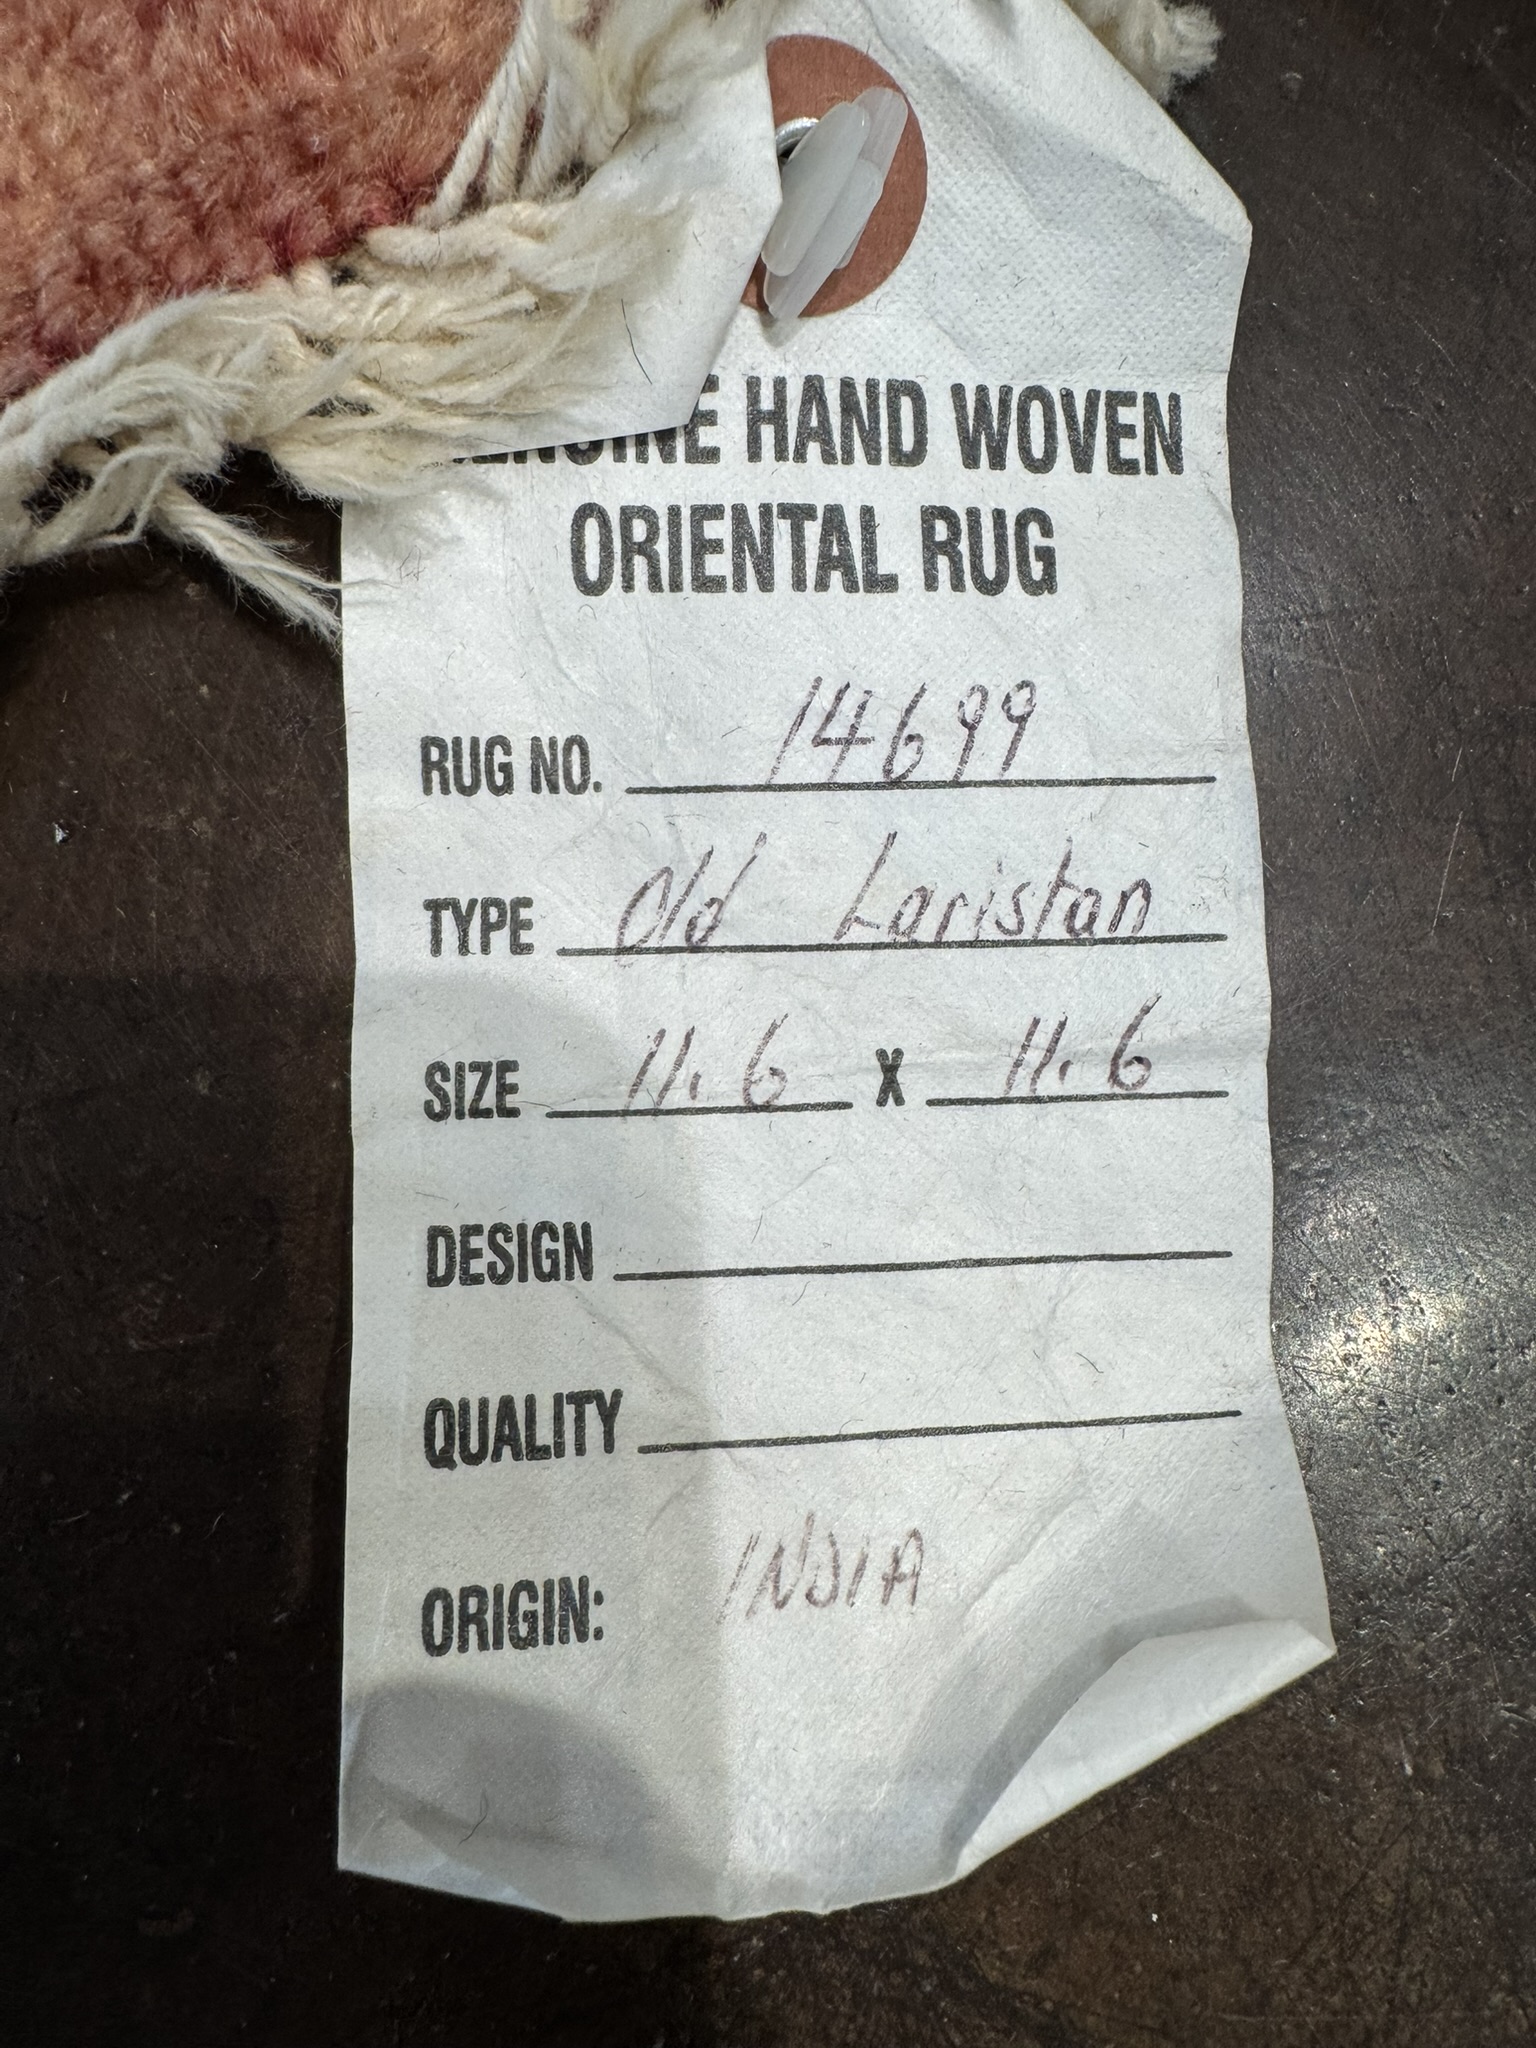 GENUINE HAND WOVEN
ORIENTAL RUG
RUG NO. 14699
TYPE Old Laristan
SIZE 11.6 X 11.6
DESIGN
QUALITY
ORIGIN: INDIA